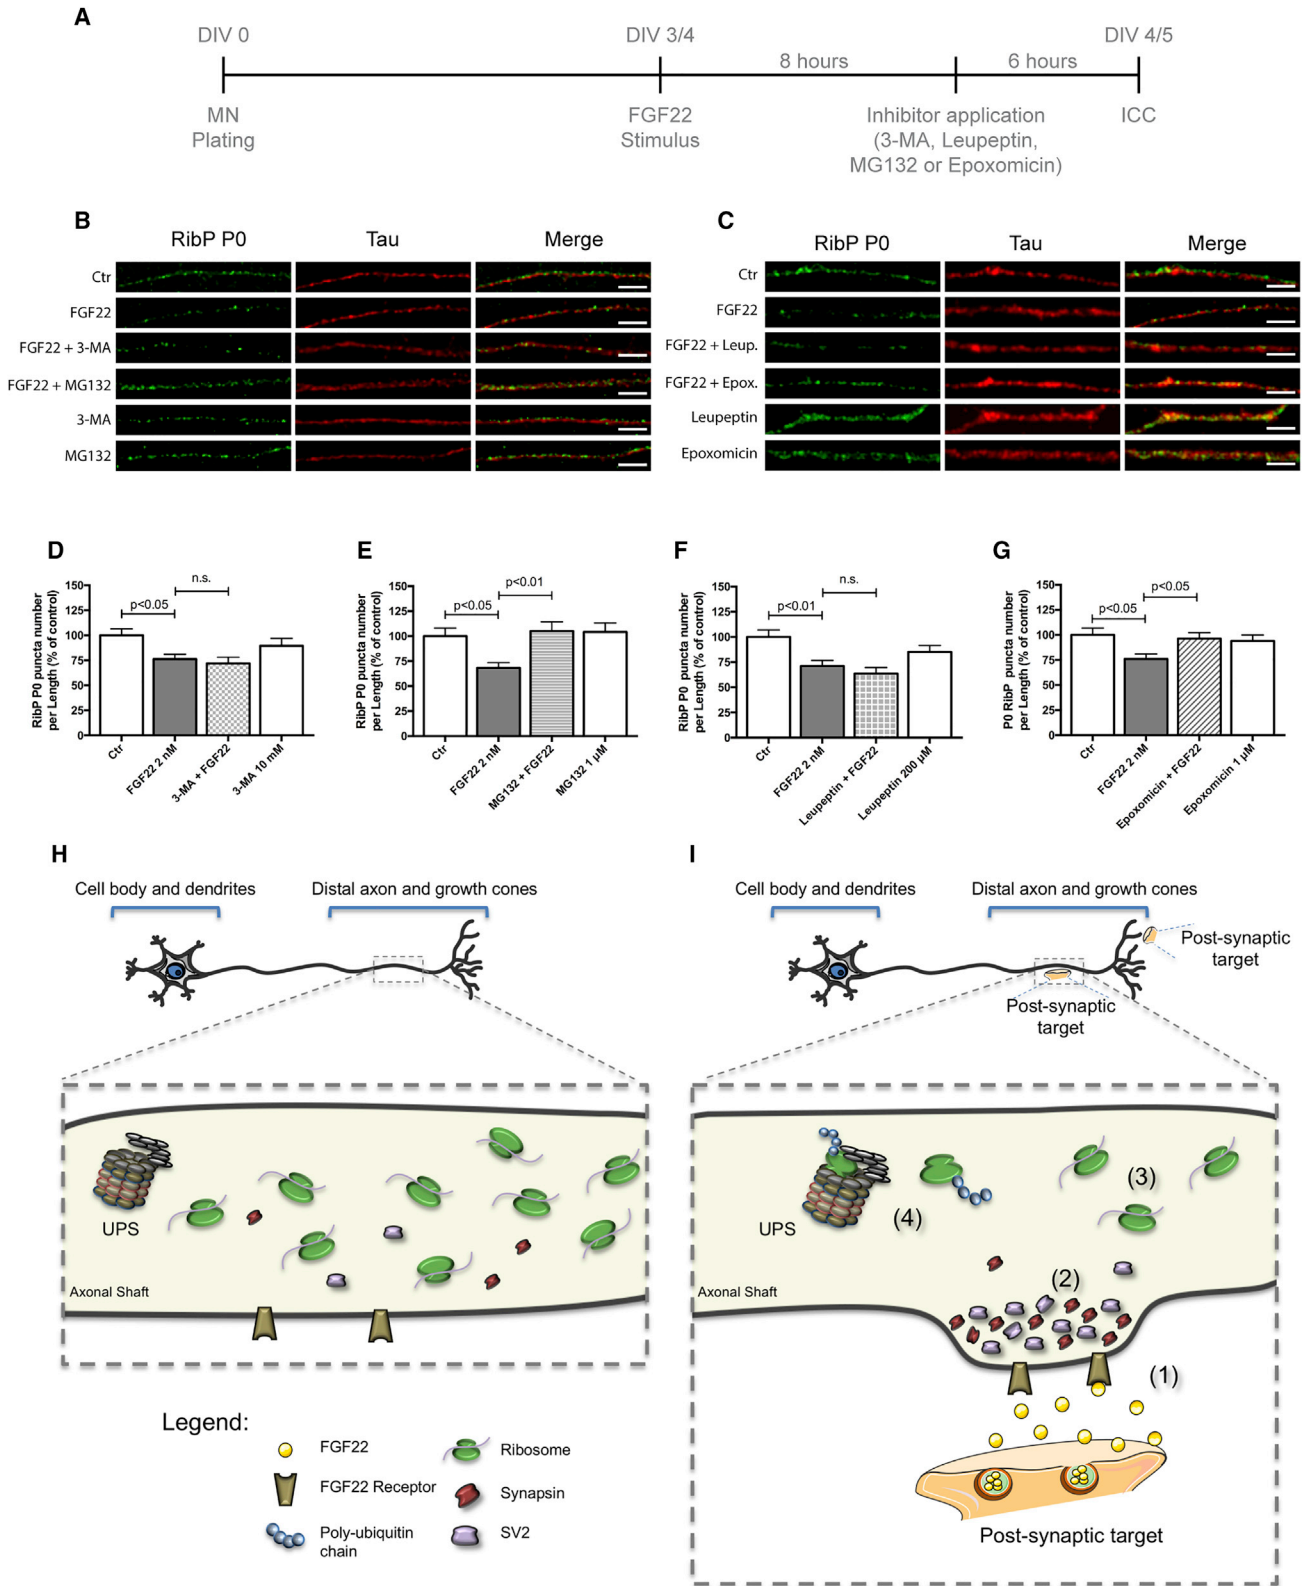 A
DIV 0
DIV 3/4
DIV 4/5
8 hours
6 hours
MN
Plating
FGF22
Stimulus
Inhibitor application
(3-MA, Leupeptin,
MG132 or Epoxomicin)
ICC
B
RibP P0
Tau
Merge
Ctr
FGF22
FGF22 + 3-MA
FGF22 + MG132
3-MA
MG132
C
RibP P0
Tau
Merge
Ctr
FGF22
FGF22 + Leup.
FGF22 + Epox.
Leupeptin
Epoxomicin
D
RibP P0 puncta number
per Length (% of control)
150
125
100
75
50
25
0
p<0.05
n.s.
Ctr
FGF22 2 nM
3-MA + FGF22
3-MA 10 mM
E
RibP P0 puncta number
per Length (% of control)
150
125
100
75
50
25
0
p<0.05
p<0.01
Ctr
FGF22 2 nM
MG132 + FGF22
MG132 1 µM
F
RibP P0 puncta number
per Length (% of control)
150
125
100
75
50
25
0
p<0.01
n.s.
Ctr
FGF22 2 nM
Leupeptin + FGF22
Leupeptin 200 µM
G
P0 RibP puncta number
per Length (% of control)
150
125
100
75
50
25
0
p<0.05
p<0.05
Ctr
FGF22 2 nM
Epoxomicin + FGF22
Epoxomicin 1 µM
H
Cell body and dendrites
Distal axon and growth cones
UPS
Axonal Shaft
Legend:
FGF22
FGF22 Receptor
Poly-ubiquitin
chain
Ribosome
Synapsin
SV2
I
Cell body and dendrites
Distal axon and growth cones
Post-synaptic
target
Post-synaptic
target
(3)
UPS
(4)
(2)
Axonal Shaft
(1)
Post-synaptic target